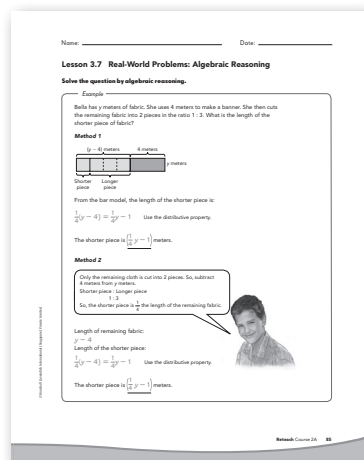 Name: Date:
Lesson 3.7 Real-World Problems: Algebraic Reasoning
Solve the question by algebraic reasoning.
Example
Bella has y meters of fabric. She uses 4 meters to make a banner. She then cuts
the remaining fabric into 2 pieces in the ratio 1 : 3. What is the length of the
shorter piece of fabric?
Method 1
(y − 4) meters 4 meters
y meters
Shorter piece Longer piece
From the bar model, the length of the shorter piece is:
1/4(y − 4) = 1/4y − 1 Use the distributive property.
The shorter piece is (1/4 y − 1) meters.
Method 2
Only the remaining cloth is cut into 2 pieces. So, subtract
4 meters from y meters.
Shorter piece : Longer piece
1 : 3
So, the shorter piece is 1/4 the length of the remaining fabric.
Length of remaining fabric:
y − 4
Length of the shorter piece:
1/4(y − 4) = 1/4y − 1 Use the distributive property.
The shorter piece is (1/4 y − 1) meters.
Reteach Course 2A 85